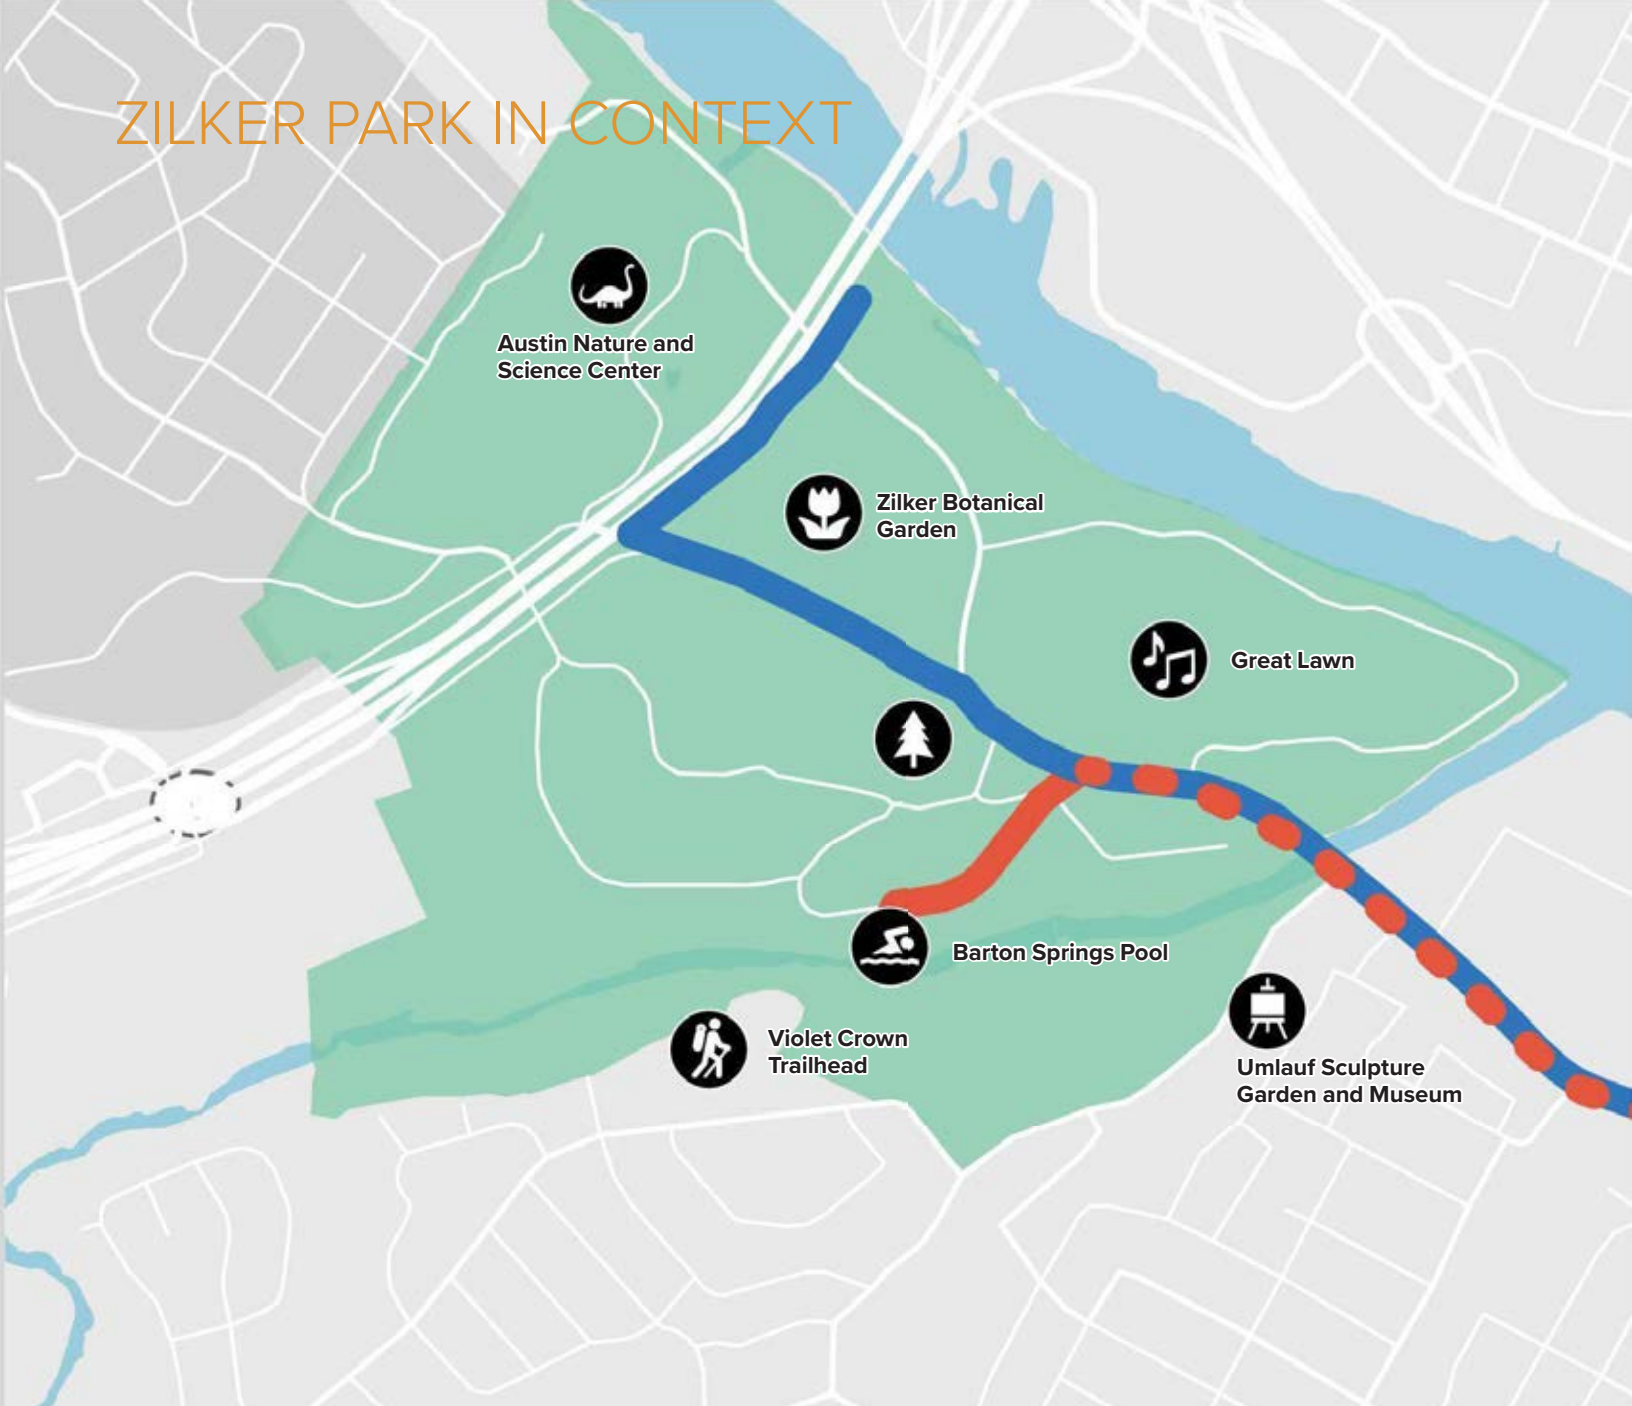 ZILKER PARK IN CONTEXT
Austin Nature and
Science Center
Zilker Botanical
Garden
Great Lawn
Barton Springs Pool
Violet Crown
Trailhead
Umlauf Sculpture
Garden and Museum